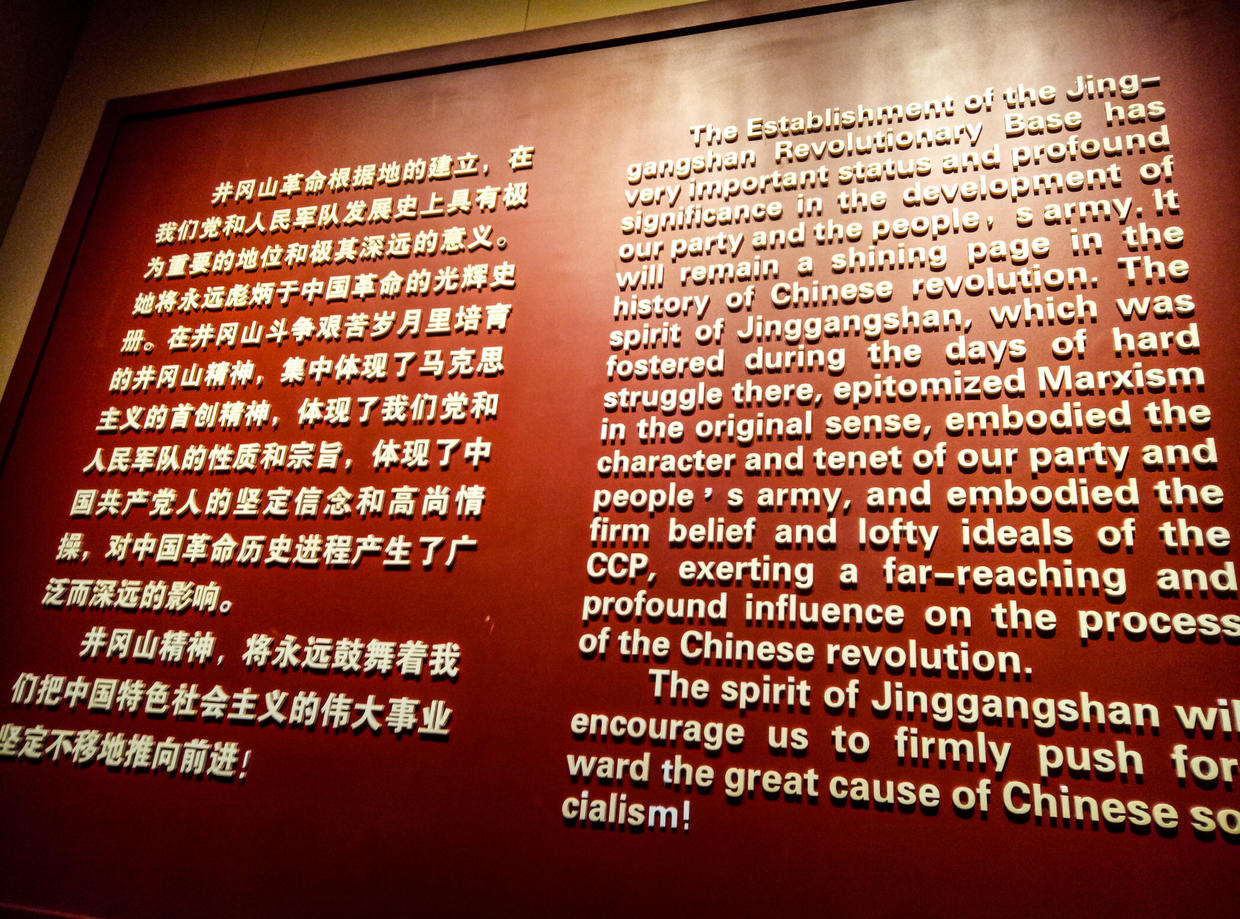 井冈山革命根据地的建立，在
我们党和人民军队发展史上具有极
为重要的地位和极其深远的意义。
她将永远彪炳于中国革命的光辉史
册。在井冈山斗争艰苦岁月里培育
的井冈山精神，集中体现了马克思
主义的首创精神，体现了我们党和
人民军队的性质和宗旨，体现了中
国共产党人的坚定信念和高尚情
操，对中国革命历史进程产生了广
泛而深远的影响。
井冈山精神，将永远鼓舞着我
们把中国特色社会主义的伟大事业
坚定不移地推向前进！
The Establishment of the Jing-
gangshan Revolutionary Base has
very important status and profound
significance in the development of
our party and the people’s army. It
will remain a shining page in the
history of Chinese revolution. The
spirit of Jinggangshan, which was
fostered during the days of hard
struggle there, epitomized Marxism
in the original sense, embodied the
character and tenet of our party and
people’s army, and embodied the
firm belief and lofty ideals of the
CCP, exerting a far-reaching and
profound influence on the process
of the Chinese revolution.
The spirit of Jinggangshan wil
encourage us to firmly push for-
ward the great cause of Chinese so
cialism!